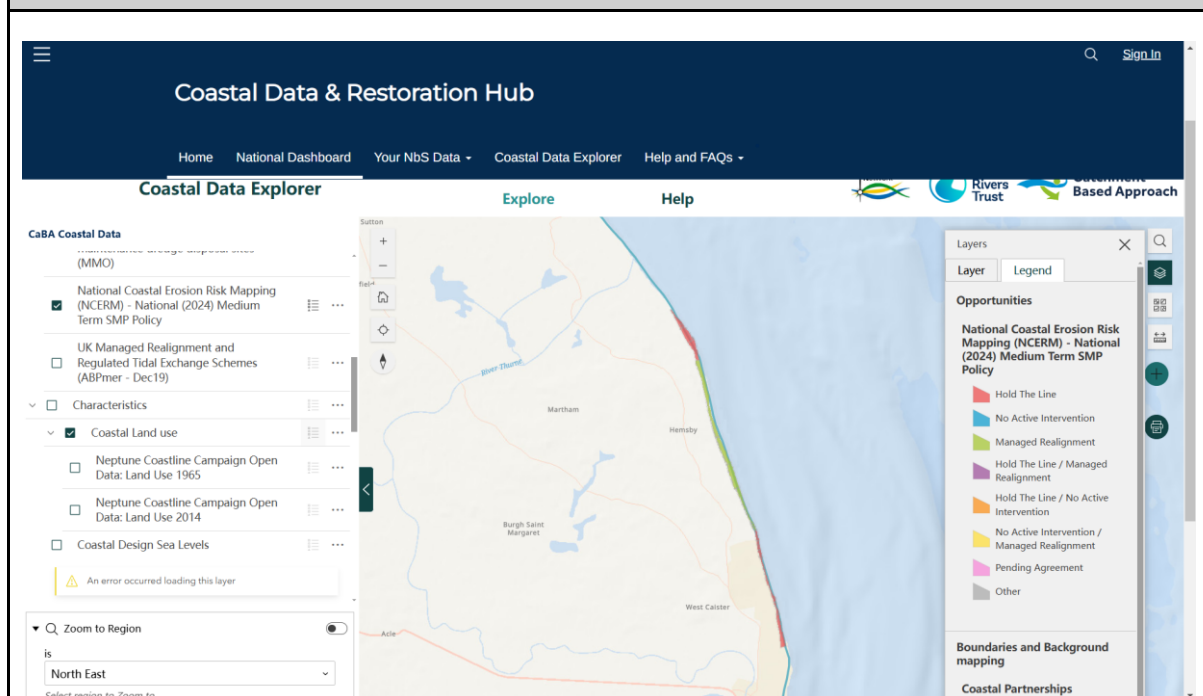 Sign In
Coastal Data & Restoration Hub
Home
National Dashboard
Your NbS Data
Coastal Data Explorer
Help and FAQs
Coastal Data Explorer
Explore
Help
Rivers
Trust
Catchment
Based Approach
CaBA Coastal Data
maintenance dredge disposal sites
(MMO)
National Coastal Erosion Risk Mapping
(NCERM) - National (2024) Medium
Term SMP Policy
UK Managed Realignment and
Regulated Tidal Exchange Schemes
(ABPmer - Dec19)
Characteristics
Coastal Land use
Neptune Coastline Campaign Open
Data: Land Use 1965
Neptune Coastline Campaign Open
Data: Land Use 2014
Coastal Design Sea Levels
An error occurred loading this layer
Zoom to Region
is
North East
Select region to Zoom to
Sutton
River Thurne
Martham
Hemsby
Burgh Saint
Margaret
West Caister
Acle
Layers
Layer
Legend
Opportunities
National Coastal Erosion Risk
Mapping (NCERM) - National
(2024) Medium Term SMP
Policy
Hold The Line
No Active Intervention
Managed Realignment
Hold The Line / Managed
Realignment
Hold The Line / No Active
Intervention
No Active Intervention /
Managed Realignment
Pending Agreement
Other
Boundaries and Background
mapping
Coastal Partnerships